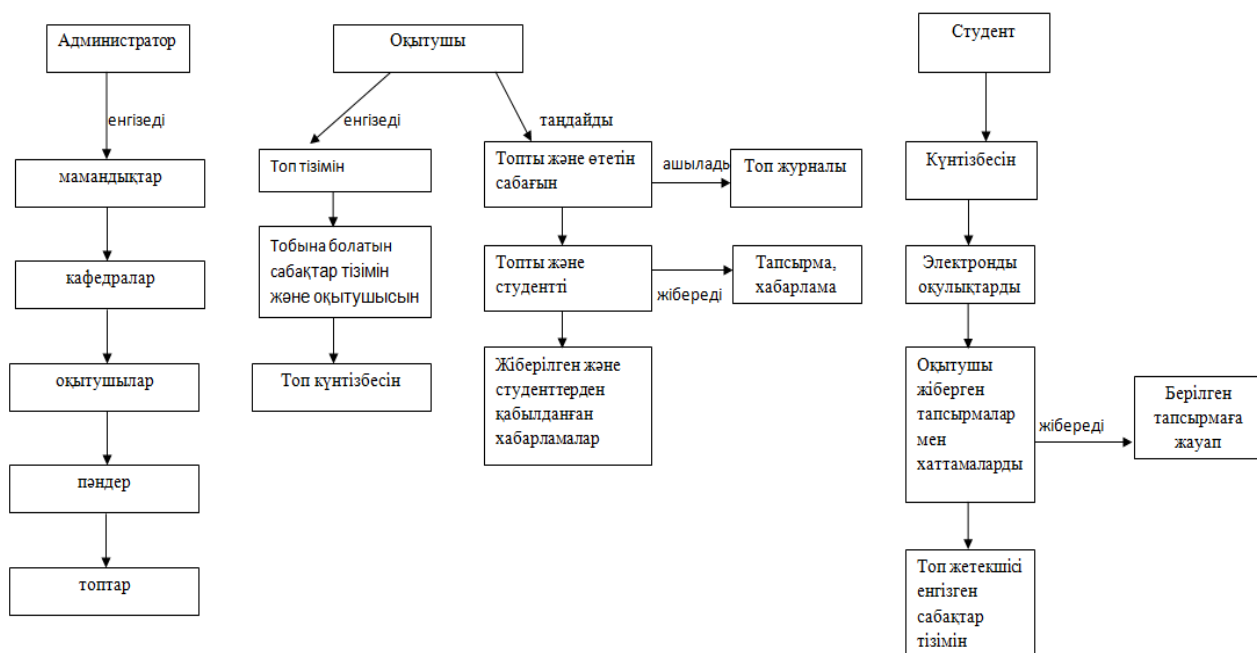 Администратор
енгізеді
мамандықтар
кафедралар
оқытушылар
пәндер
топтар
Оқытушы
енгізеді
Топ тізімін
Тобына болатын
сабақтар тізімін
және оқытушысын
Топ күнтізбесін
таңдайды
Топты және өтетін
сабағын
ашылады
Топ журналы
Топты және
студентті
жібереді
Тапсырма,
хабарлама
Жіберілген және
студенттерден
қабылданған
хабарламалар
Студент
Күнтізбесін
Электронды
оқулықтарды
Оқытушы
жіберген
тапсырмалар
мен
хаттамаларды
жібереді
Берілген
тапсырмаға
жауап
Топ жетекшісі
енгізген
сабақтар
тізімін